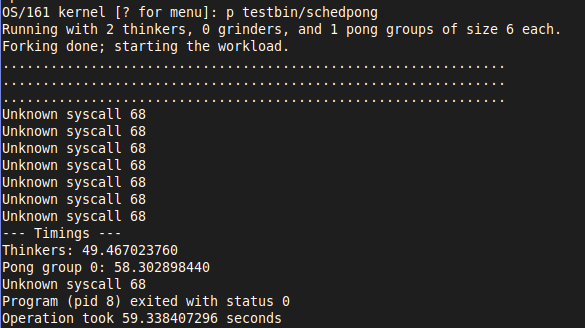 OS/161 kernel [? for menu]: p testbin/schedpong
Running with 2 thinkers, 0 grinders, and 1 pong groups of size 6 each.
Forking done; starting the workload.
...............................................................
...............................................................
...............................................................
Unknown syscall 68
Unknown syscall 68
Unknown syscall 68
Unknown syscall 68
Unknown syscall 68
Unknown syscall 68
Unknown syscall 68
--- Timings ---
Thinkers: 49.467023760
Pong group 0: 58.302898440
Unknown syscall 68
Program (pid 8) exited with status 0
Operation took 59.338407296 seconds